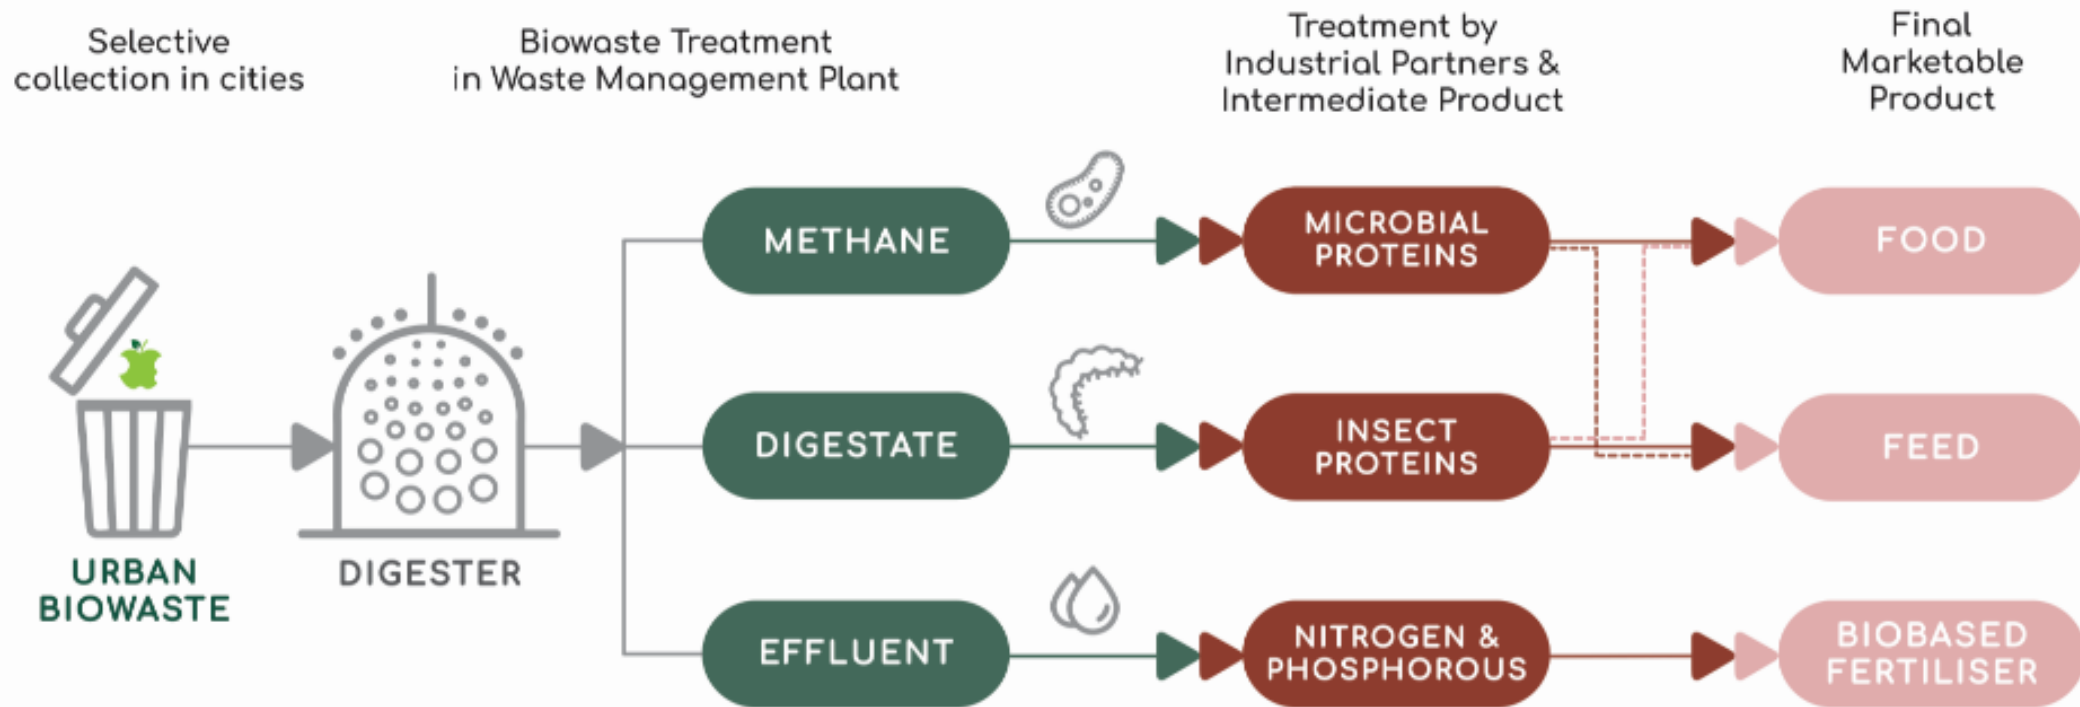 Selective
collection in cities
Biowaste Treatment
in Waste Management Plant
Treatment by
Industrial Partners &
Intermediate Product
Final
Marketable
Product
URBAN
BIOWASTE
DIGESTER
METHANE
MICROBIAL
PROTEINS
FOOD
DIGESTATE
INSECT
PROTEINS
FEED
EFFLUENT
NITROGEN &
PHOSPHOROUS
BIOBASED
FERTILISER